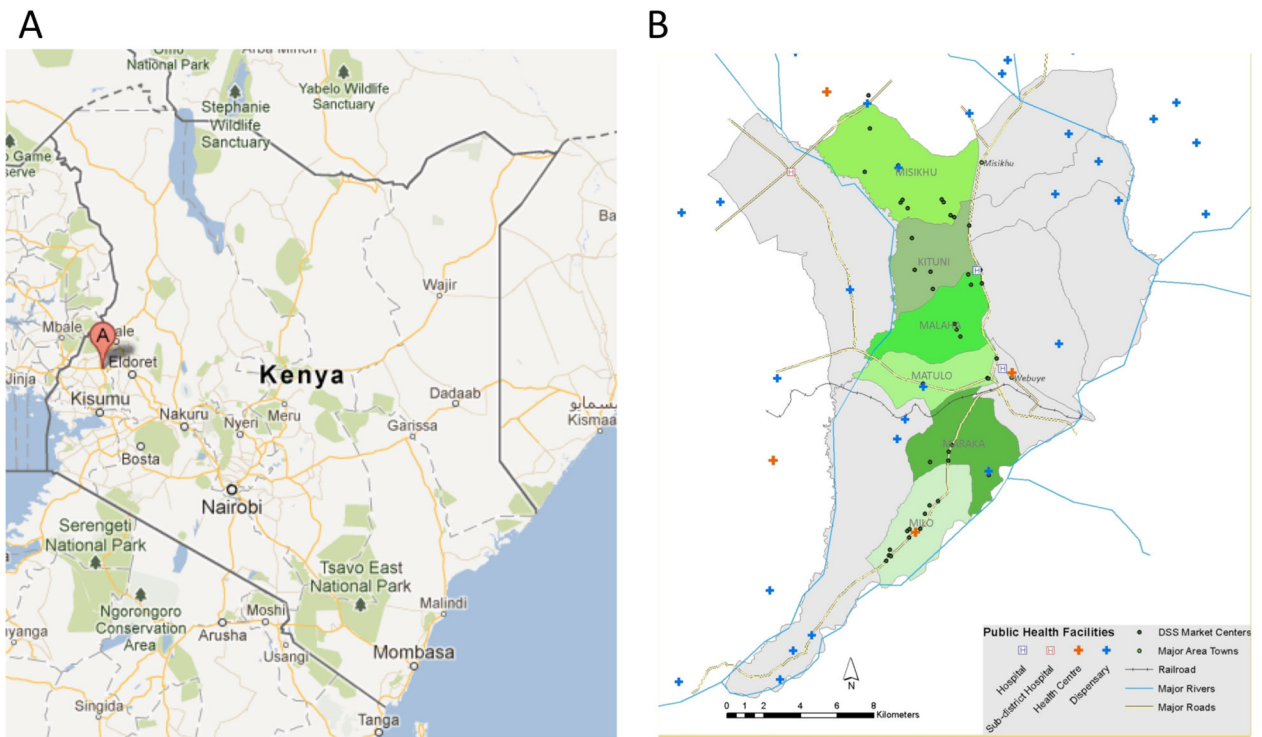 A
B
Omo
National Park
Arba Minch
Stephanie
Wildlife
Sanctuary
Yabelo Wildlife
Sanctuary
o Game
serve
Ba
Wajir
Mbale
A
ale
Eldoret
Jinja
Kenya
Kisumu
Nakuru
Nyeri
Meru
Dadaab
Garissa
كيسمايو
Kismaa
Bosta
Nairobi
Serengeti
National Park
Tsavo East
National Park
Ngorongoro
Conservation
Area
Moshi
Arusha
Usangi
Malindi
Mombasa
nyanga
Singida
Tanga
MISIKHU
Misikhu
KITUNI
H
H
MALAHA
MATULO
H
Webuye
MARAKA
MILO
N
0 1 2 4 6 8
Kilometers
Public Health Facilities
H
H
Hospital
Sub-district Hospital
Health Centre
Dispensary
DSS Market Centers
Major Area Towns
Railroad
Major Rivers
Major Roads